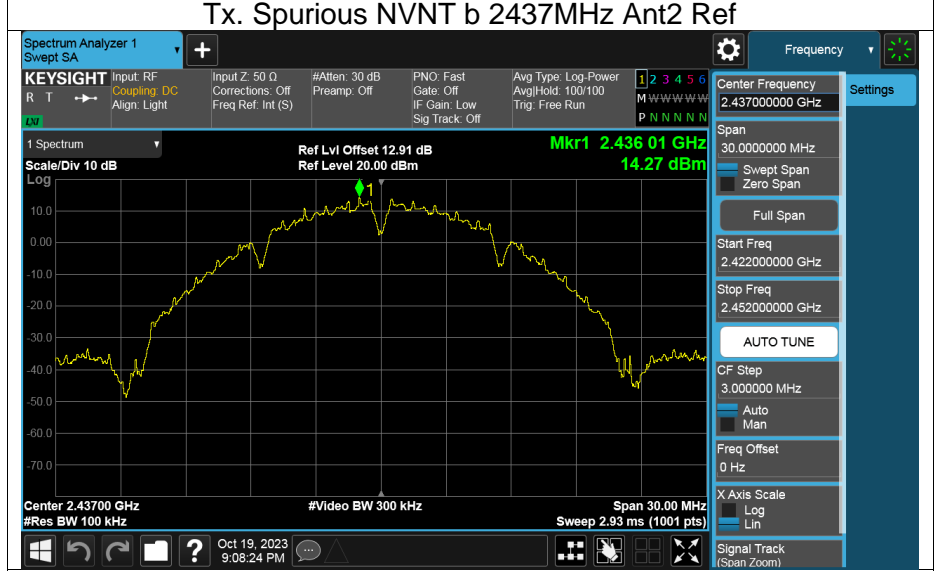 Tx. Spurious NVNT b 2437MHz Ant2 Ref
Spectrum Analyzer 1
Swept SA
+
Frequency
KEYSIGHT
R T
LXI
Input: RF
Coupling: DC
Align: Light
Input Z: 50 Ω
Corrections: Off
Freq Ref: Int (S)
#Atten: 30 dB
Preamp: Off
PNO: Fast
Gate: Off
IF Gain: Low
Sig Track: Off
Avg Type: Log-Power
Avg|Hold: 100/100
Trig: Free Run
1 2 3 4 5 6
M W W W W W
P N N N N N
1 Spectrum
Scale/Div 10 dB
Log
Ref Lvl Offset 12.91 dB
Ref Level 20.00 dBm
Mkr1 2.436 01 GHz
14.27 dBm
1
10.0
0.00
-10.0
-20.0
-30.0
-40.0
-50.0
-60.0
-70.0
Center 2.43700 GHz
#Res BW 100 kHz
#Video BW 300 kHz
Span 30.00 MHz
Sweep 2.93 ms (1001 pts)
?
Oct 19, 2023
9:08:24 PM
Center Frequency
2.437000000 GHz
Settings
Span
30.0000000 MHz
Swept Span
Zero Span
Full Span
Start Freq
2.422000000 GHz
Stop Freq
2.452000000 GHz
AUTO TUNE
CF Step
3.000000 MHz
Auto
Man
Freq Offset
0 Hz
X Axis Scale
Log
Lin
Signal Track
(Span Zoom)